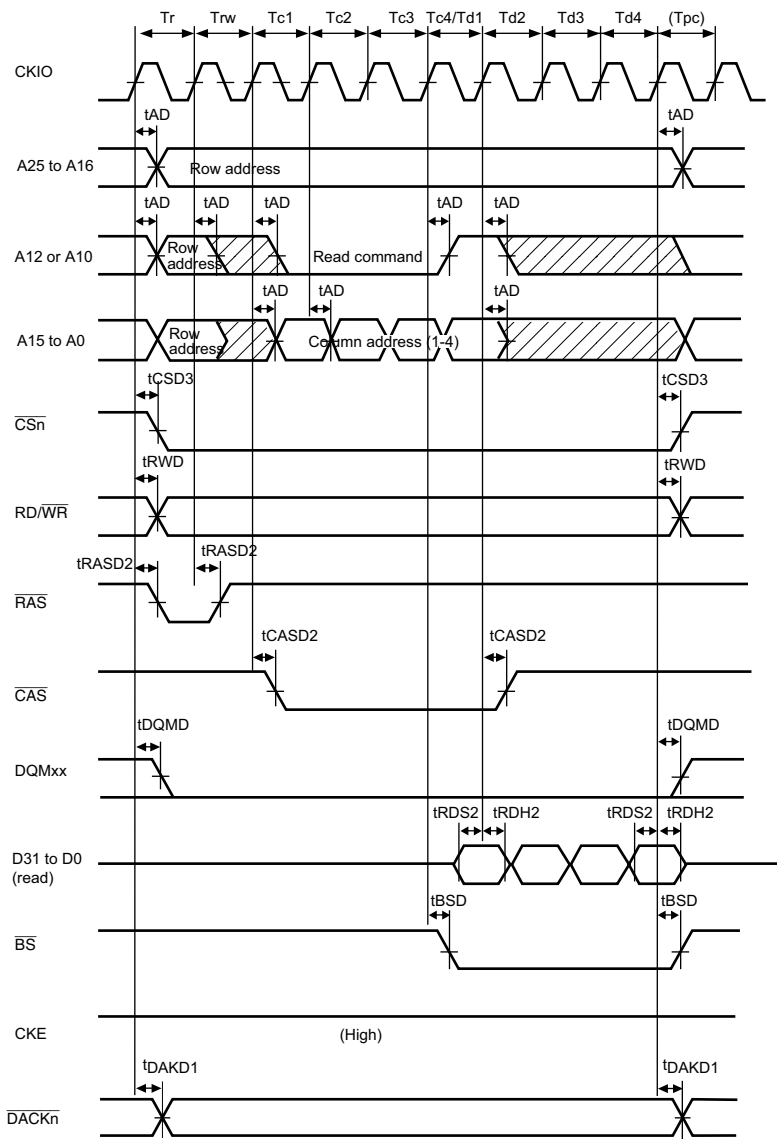 Tr Trw Tc1 Tc2 Tc3 Tc4/Td1 Td2 Td3 Td4 (Tpc)
CKIO
tAD tAD
A25 to A16 Row address
tAD tAD tAD tAD tAD
A12 or A10 Row address Read command
tAD tAD tAD
A15 to A0 Row address Column address (1-4)
tCSD3 tCSD3
CSn
tRWD tRWD
RD/WR
tRASD2 tRASD2
RAS
tCASD2 tCASD2
CAS
tDQMD tDQMD
DQMxx
tRDS2 tRDH2 tRDS2 tRDH2
D31 to D0
(read)
tBSD tBSD
BS
CKE (High)
tDAKD1 tDAKD1
DACKn